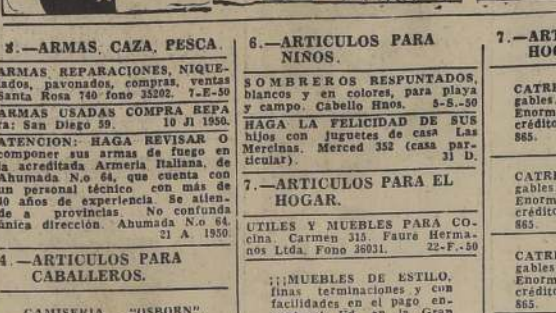 8.—ARMAS, CAZA, PESCA.
ARMAS, REPARACIONES, NIQUE-
lados, pavonados, compras, ventas
Santa Rosa 740 fono 35202. 7-E-50
ARMAS USADAS COMPRA REPA
ra: San Diego 59. 10 Jl 1950.
ATENCION: HAGA REVISAR O
componer sus armas de fuego en
la acreditada Armería Italiana, de
Ahumada N.o 64, que cuenta con
un personal técnico con más de
40 años de experiencia. Se atien-
de a provincias. No confunda
única dirección. Ahumada N.o 64.
21 A. 1950.
4.—ARTICULOS PARA
CABALLEROS.
CAMISERIA "OSBORN"
6.—ARTICULOS PARA
NIÑOS.
SOMBREROS RESPUNTADOS,
blancos y en colores, para playa
y campo. Cabello Hnos. 5-S.-50
HAGA LA FELICIDAD DE SUS
hijos con juguetes de casa Las
Mercinas. Merced 352 (casa par-
ticular). 31 D.
7.—ARTICULOS PARA EL
HOGAR.
UTILES Y MUEBLES PARA CO-
cina. Carmen 315. Faure Herma-
nos Ltda. Fono 36031. 22-F.-50
¡¡¡MUEBLES DE ESTILO,
finas terminaciones y con
facilidades en el pago en-
Gran
7.—ART
HOG
CATRE
gables
Enorm
crédito
865.
CATRE
gables
Enorm
crédito
865.
CATRE
gables
Enorm
crédito
865.